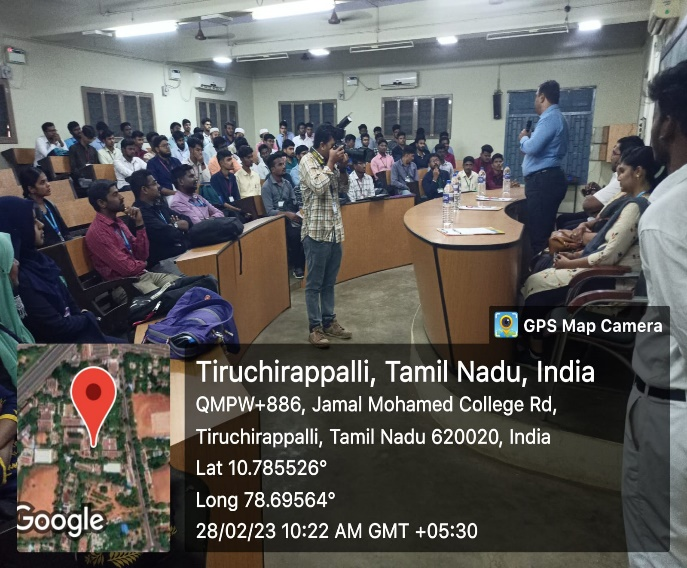 GPS Map Camera
Tiruchirappalli, Tamil Nadu, India
QMPW+886, Jamal Mohamed College Rd,
Tiruchirappalli, Tamil Nadu 620020, India
Lat 10.785526°
Long 78.69564°
28/02/23 10:22 AM GMT +05:30
Google